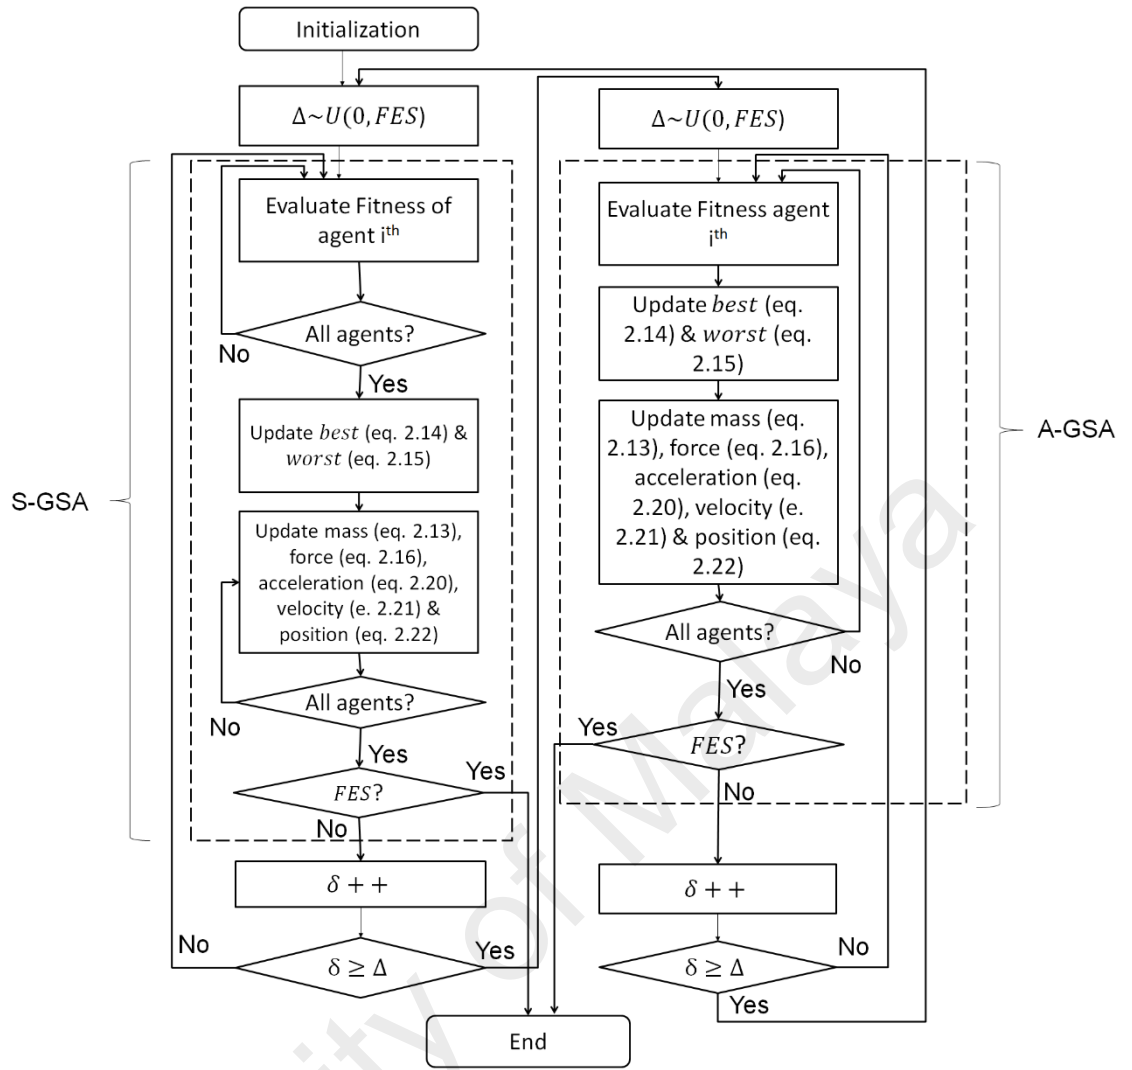 Initialization
Δ~U(0, FES)
Evaluate Fitness of
agent iᵗʰ
All agents?
No
Yes
Update best (eq. 2.14) &
worst (eq. 2.15)
S-GSA
Update mass (eq. 2.13),
force (eq. 2.16),
acceleration (eq. 2.20),
velocity (e. 2.21) &
position (eq. 2.22)
All agents?
No
Yes
Yes
FES?
No
δ + +
No
Yes
δ ≥ Δ
Δ~U(0, FES)
Evaluate Fitness agent
iᵗʰ
Update best (eq.
2.14) & worst (eq.
2.15)
Update mass (eq.
2.13), force (eq. 2.16),
acceleration (eq.
2.20), velocity (e.
2.21) & position (eq.
2.22)
A-GSA
All agents?
No
Yes
Yes
FES?
No
δ + +
No
δ ≥ Δ
Yes
End
of Malaya